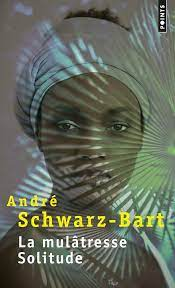 POINTS
André
Schwarz-Bart
La mulâtresse
Solitude